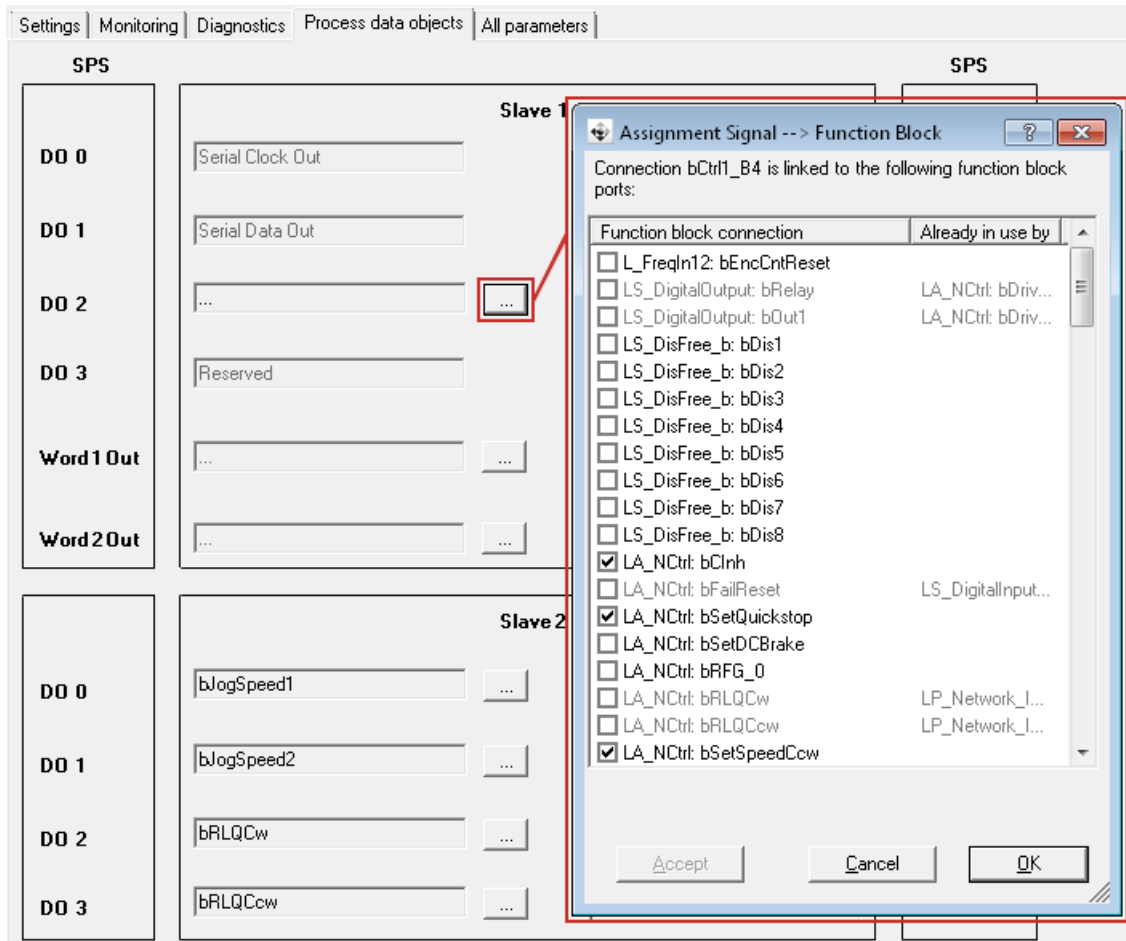 Settings Monitoring Diagnostics Process data objects All parameters
SPS
SPS
Slave 1
DO 0
Serial Clock Out
DO 1
Serial Data Out
DO 2
...
...
DO 3
Reserved
Word 1 Out
...
...
Word 2 Out
...
...
Slave 2
DO 0
bJogSpeed1
...
DO 1
bJogSpeed2
...
DO 2
bRLQCw
...
DO 3
bRLQCcw
...
Assignment Signal --> Function Block
?
Connection bCtrl1_B4 is linked to the following function block
ports:
Function block connection Already in use by
L_FreqIn12: bEncCntReset
LS_DigitalOutput: bRelay LA_NCtrl: bDriv...
LS_DigitalOutput: bOut1 LA_NCtrl: bDriv...
LS_DisFree_b: bDis1
LS_DisFree_b: bDis2
LS_DisFree_b: bDis3
LS_DisFree_b: bDis4
LS_DisFree_b: bDis5
LS_DisFree_b: bDis6
LS_DisFree_b: bDis7
LS_DisFree_b: bDis8
LA_NCtrl: bCInh
LA_NCtrl: bFailReset LS_DigitalInput...
LA_NCtrl: bSetQuickstop
LA_NCtrl: bSetDCBrake
LA_NCtrl: bRFG_0
LA_NCtrl: bRLQCw LP_Network_I...
LA_NCtrl: bRLQCcw LP_Network_I...
LA_NCtrl: bSetSpeedCcw
Accept Cancel OK